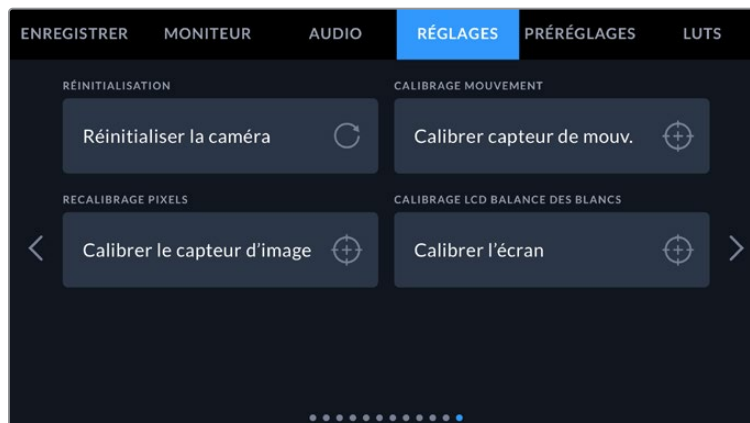 ENREGISTRER MONITEUR AUDIO RÉGLAGES PRÉRÉGLAGES LUTS
RÉINITIALISATION CALIBRAGE MOUVEMENT
Réinitialiser la caméra Calibrer capteur de mouv.
RECALIBRAGE PIXELS CALIBRAGE LCD BALANCE DES BLANCS
Calibrer le capteur d’image Calibrer l’écran